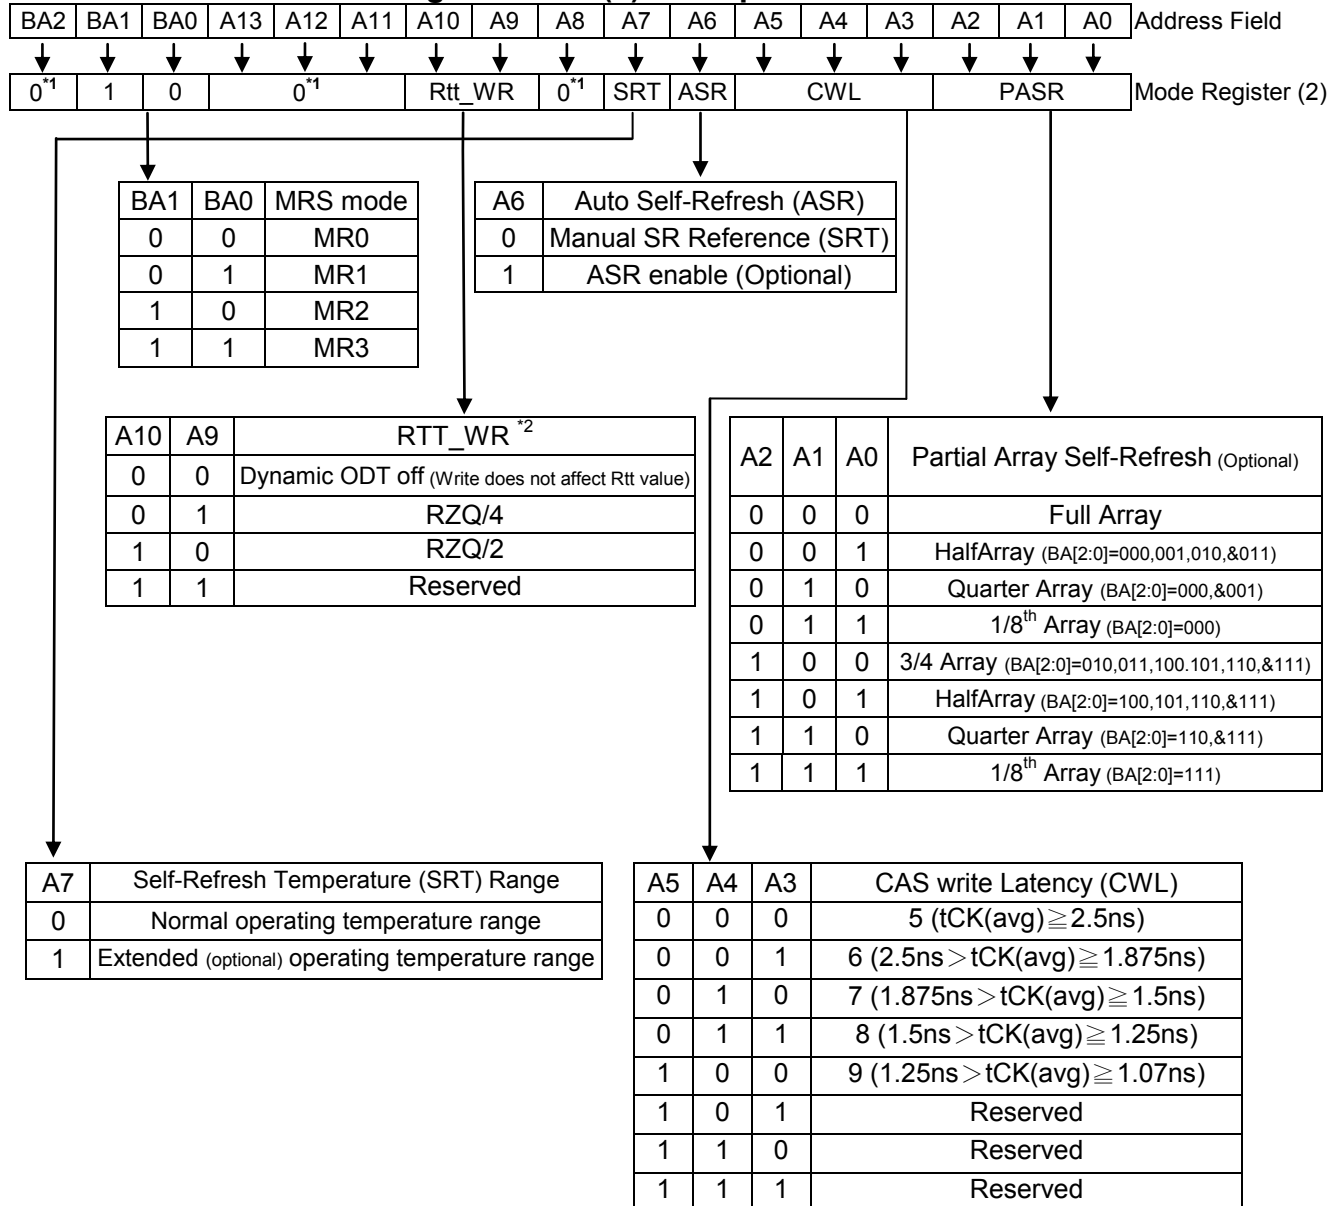 BA2 BA1 BA0 A13 A12 A11 A10 A9 A8 A7 A6 A5 A4 A3 A2 A1 A0 Address Field
0*1 1 0 0*1 Rtt_WR 0*1 SRT ASR CWL PASR Mode Register (2)
BA1 BA0 MRS mode
0 0 MR0
0 1 MR1
1 0 MR2
1 1 MR3
A6 Auto Self-Refresh (ASR)
0 Manual SR Reference (SRT)
1 ASR enable (Optional)
A10 A9 RTT_WR *2
0 0 Dynamic ODT off (Write does not affect Rtt value)
0 1 RZQ/4
1 0 RZQ/2
1 1 Reserved
A2 A1 A0 Partial Array Self-Refresh (Optional)
0 0 0 Full Array
0 0 1 HalfArray (BA[2:0]=000,001,010,&011)
0 1 0 Quarter Array (BA[2:0]=000,&001)
0 1 1 1/8th Array (BA[2:0]=000)
1 0 0 3/4 Array (BA[2:0]=010,011,100.101,110,&111)
1 0 1 HalfArray (BA[2:0]=100,101,110,&111)
1 1 0 Quarter Array (BA[2:0]=110,&111)
1 1 1 1/8th Array (BA[2:0]=111)
A7 Self-Refresh Temperature (SRT) Range
0 Normal operating temperature range
1 Extended (optional) operating temperature range
A5 A4 A3 CAS write Latency (CWL)
0 0 0 5 (tCK(avg)≧2.5ns)
0 0 1 6 (2.5ns>tCK(avg)≧1.875ns)
0 1 0 7 (1.875ns>tCK(avg)≧1.5ns)
0 1 1 8 (1.5ns>tCK(avg)≧1.25ns)
1 0 0 9 (1.25ns>tCK(avg)≧1.07ns)
1 0 1 Reserved
1 1 0 Reserved
1 1 1 Reserved